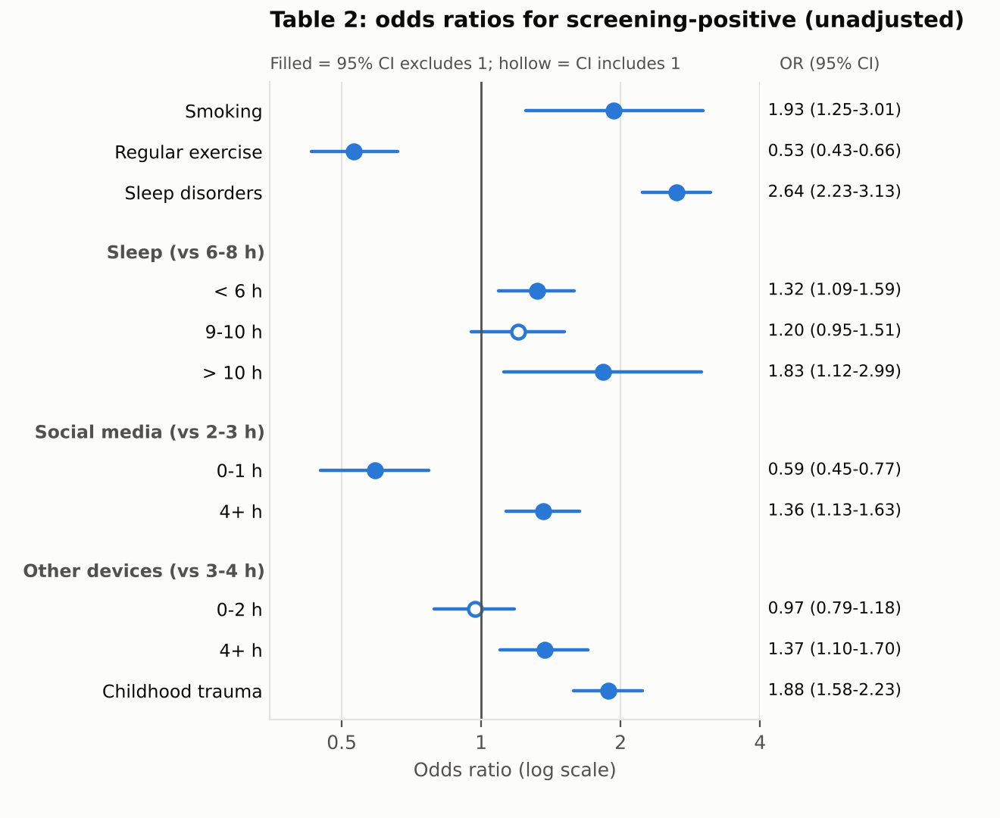 Table 2: odds ratios for screening-positive (unadjusted)
Filled = 95% CI excludes 1; hollow = CI includes 1 OR (95% CI)
Smoking 1.93 (1.25-3.01)
Regular exercise 0.53 (0.43-0.66)
Sleep disorders 2.64 (2.23-3.13)
Sleep (vs 6-8 h)
< 6 h 1.32 (1.09-1.59)
9-10 h 1.20 (0.95-1.51)
> 10 h 1.83 (1.12-2.99)
Social media (vs 2-3 h)
0-1 h 0.59 (0.45-0.77)
4+ h 1.36 (1.13-1.63)
Other devices (vs 3-4 h)
0-2 h 0.97 (0.79-1.18)
4+ h 1.37 (1.10-1.70)
Childhood trauma 1.88 (1.58-2.23)
0.5 1 2 4
Odds ratio (log scale)